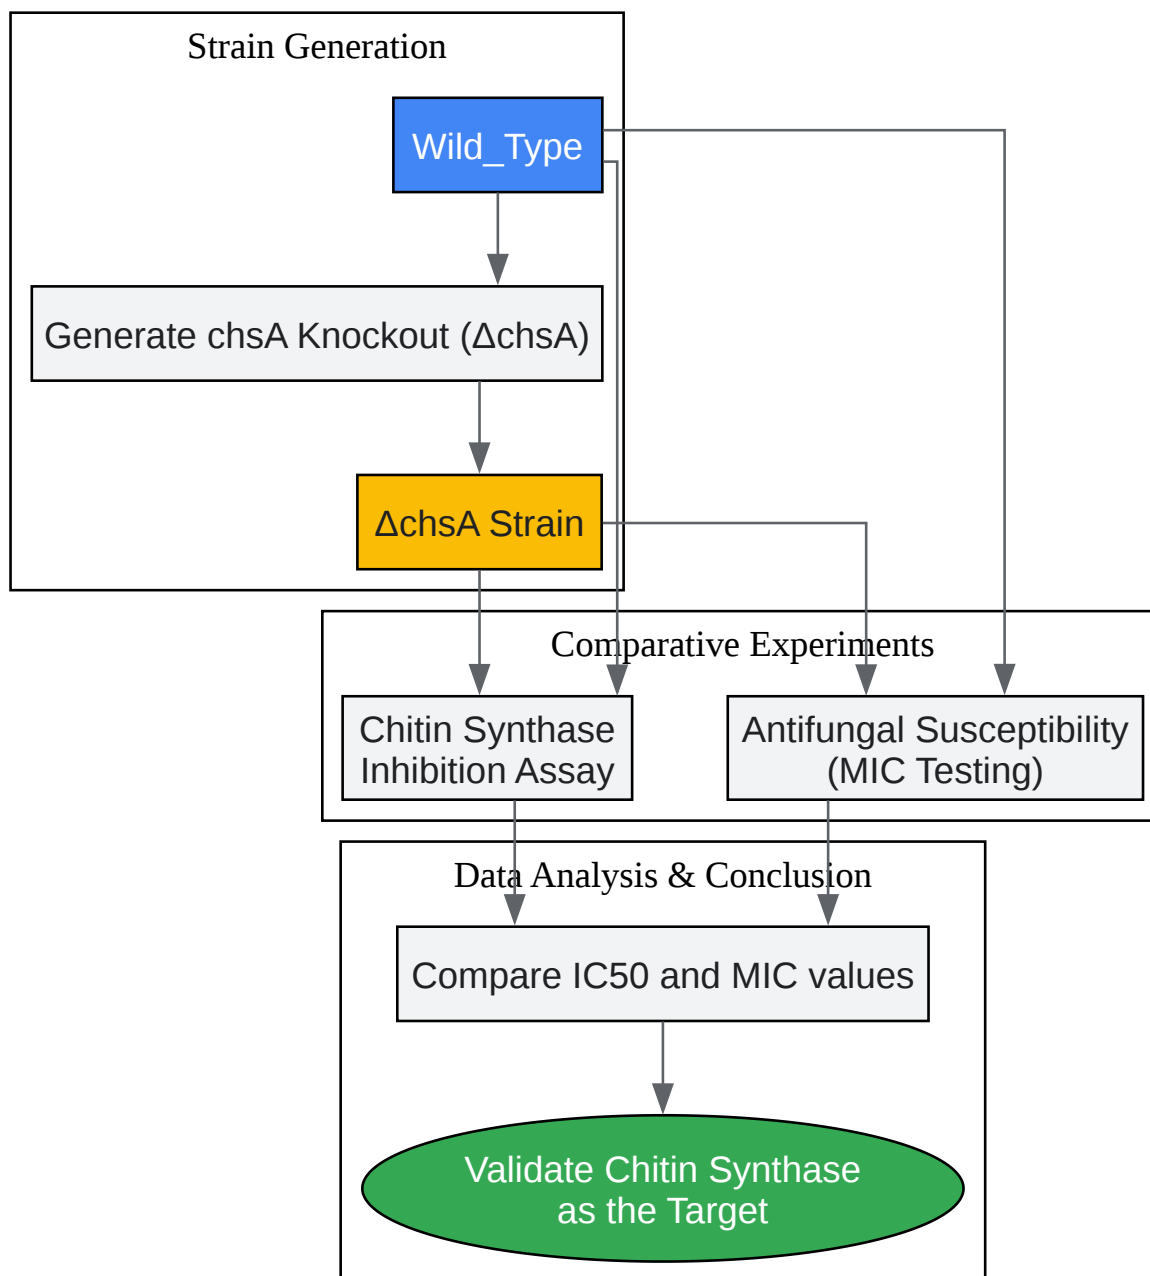 Strain Generation
Wild_Type
Generate chsA Knockout (ΔchsA)
ΔchsA Strain
Comparative Experiments
Chitin Synthase
Inhibition Assay
Antifungal Susceptibility
(MIC Testing)
Data Analysis & Conclusion
Compare IC50 and MIC values
Validate Chitin Synthase
as the Target